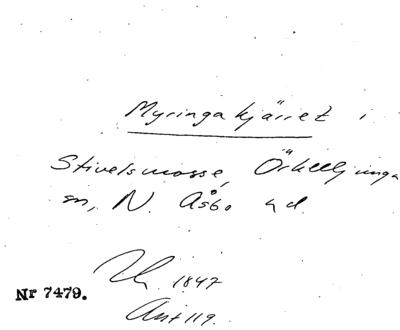 Myringakjärret i
Stivelsmosse, Örkelljunga
sn, N. Åsbo hd.
1847
Nr 7479.
Ant 119.